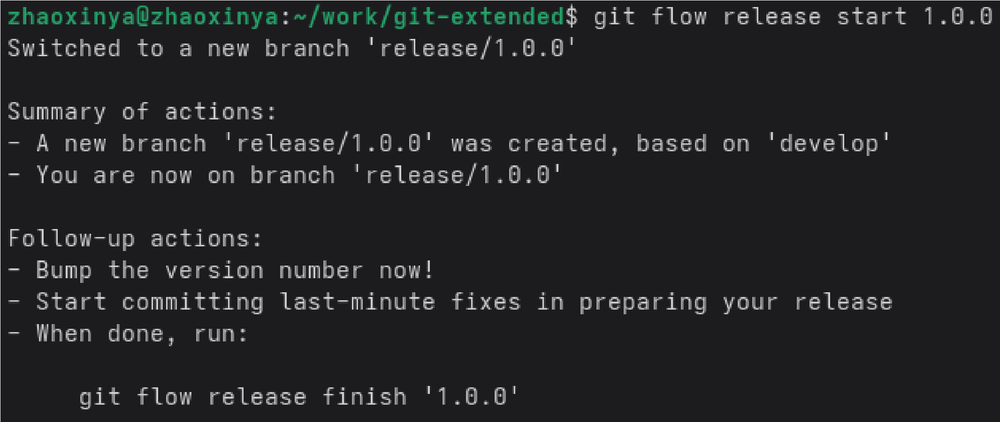 zhaoxinya@zhaoxinya:~/work/git-extended$ git flow release start 1.0.0
Switched to a new branch 'release/1.0.0'
Summary of actions:
- A new branch 'release/1.0.0' was created, based on 'develop'
- You are now on branch 'release/1.0.0'
Follow-up actions:
- Bump the version number now!
- Start committing last-minute fixes in preparing your release
- When done, run:
git flow release finish '1.0.0'